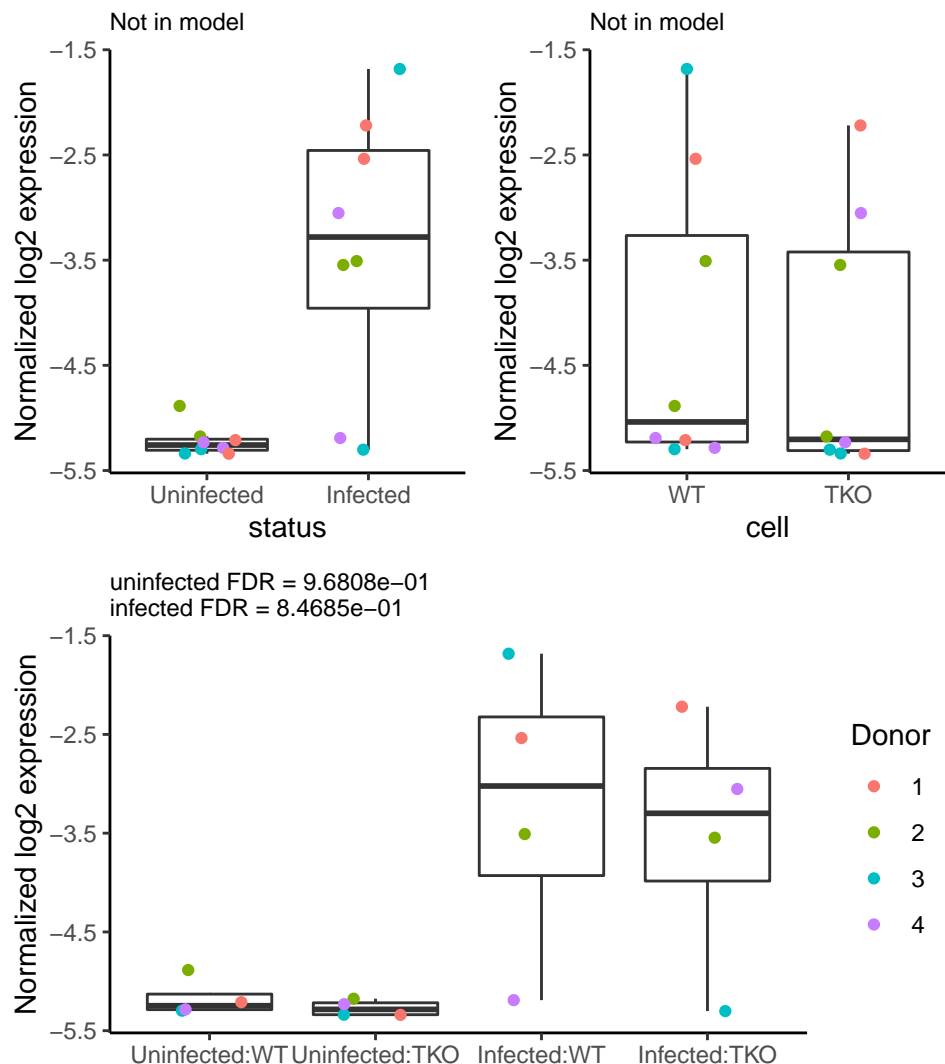 Not in model
Normalized log2 expression
−1.5
−2.5
−3.5
−4.5
−5.5
Uninfected Infected
status
Not in model
Normalized log2 expression
−1.5
−2.5
−3.5
−4.5
−5.5
WT TKO
cell
uninfected FDR = 9.6808e−01
infected FDR = 8.4685e−01
Normalized log2 expression
−1.5
−2.5
−3.5
−4.5
−5.5
Uninfected:WT Uninfected:TKO Infected:WT Infected:TKO
Donor
1
2
3
4